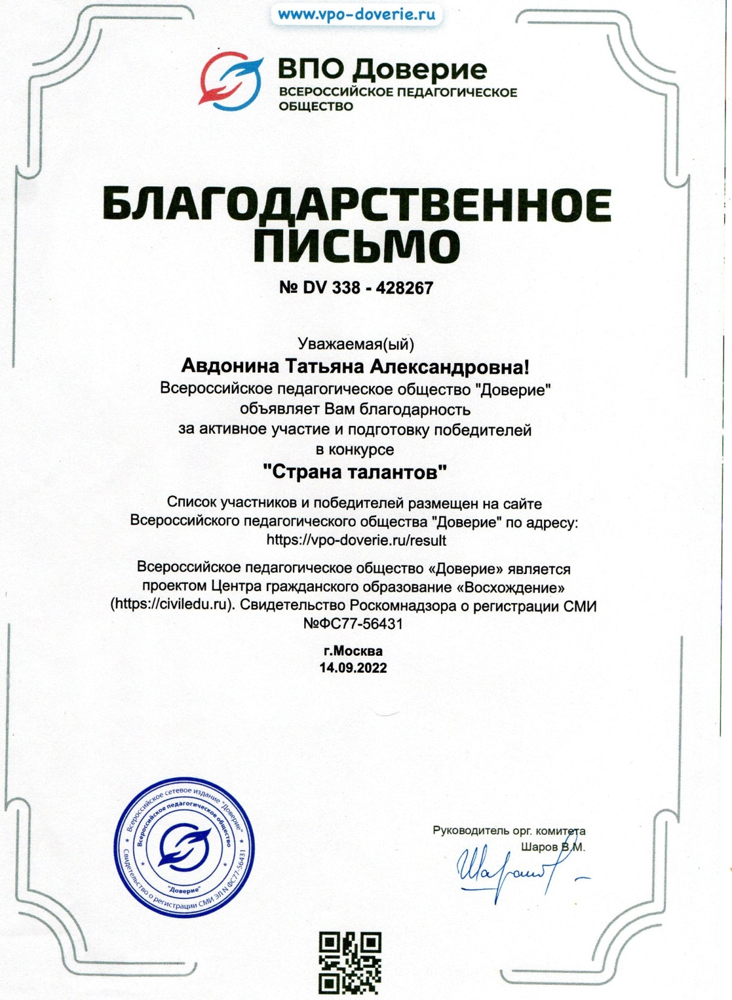 www.vpo-doverie.ru
ВПО Доверие
ВСЕРОССИЙСКОЕ ПЕДАГОГИЧЕСКОЕ
ОБЩЕСТВО
БЛАГОДАРСТВЕННОЕ
ПИСЬМО
№ DV 338 - 428267
Уважаемая(ый)
Авдонина Татьяна Александровна!
Всероссийское педагогическое общество "Доверие"
объявляет Вам благодарность
за активное участие и подготовку победителей
в конкурсе
"Страна талантов"
Список участников и победителей размещен на сайте
Всероссийского педагогического общества "Доверие" по адресу:
https://vpo-doverie.ru/result
Всероссийское педагогическое общество «Доверие» является
проектом Центра гражданского образование «Восхождение»
(https://civiledu.ru). Свидетельство Роскомнадзора о регистрации СМИ
№ФС77-56431
г.Москва
14.09.2022
Всероссийское сетевое издание "Доверие"
Свидетельство о регистрации СМИ ЭЛ N ФС77-56431
Всероссийское педагогическое общество
"Доверие"
Руководитель орг. комитета
Шаров В.М.